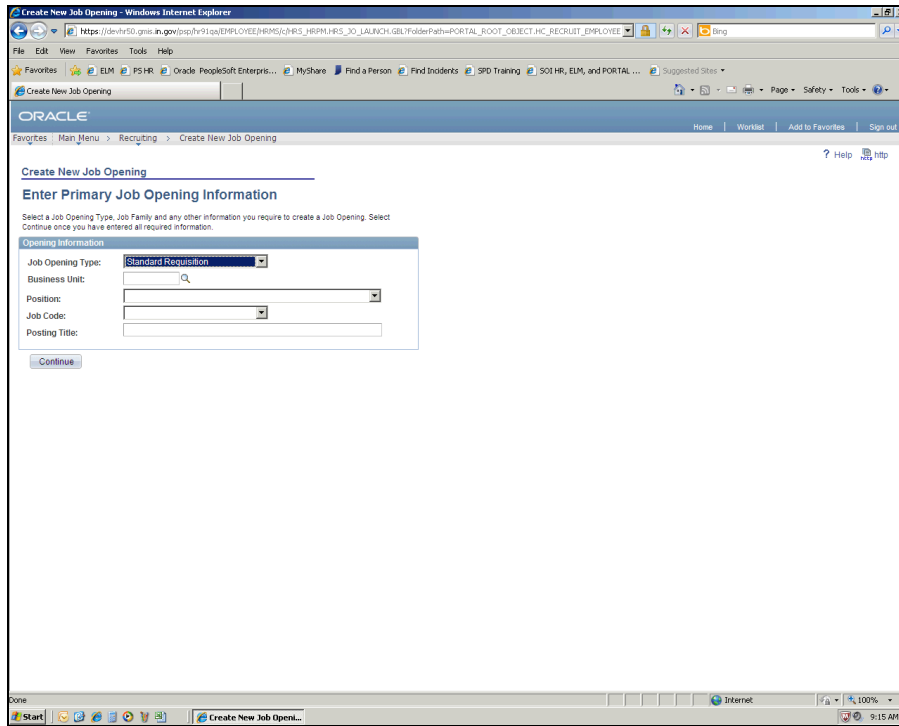 Create New Job Opening - Windows Internet Explorer
https://devhr50.gmis.in.gov/psp/hr91qa/EMPLOYEE/HRMS/c/HRS_HRPM.HRS_JO_LAUNCH.GBL?FolderPath=PORTAL_ROOT_OBJECT.HC_RECRUIT_EMPLOYEE
Bing
File Edit View Favorites Tools Help
Favorites ELM PSHR Oracle PeopleSoft Enterpris... MyShare Find a Person Find Incidents SPD Training SOI HR, ELM, and PORTAL ... Suggested Sites
Create New Job Opening
Page Safety Tools
ORACLE
Home | Worklist | Add to Favorites | Sign out
Favorites Main Menu > Recruiting > Create New Job Opening
? Help http
Create New Job Opening
Enter Primary Job Opening Information
Select a Job Opening Type, Job Family and any other information you require to create a Job Opening. Select
Continue once you have entered all required information.
Opening Information
Job Opening Type: Standard Requisition
Business Unit:
Position:
Job Code:
Posting Title:
Continue
Done
Internet
100%
Start
Create New Job Openi...
9:15 AM